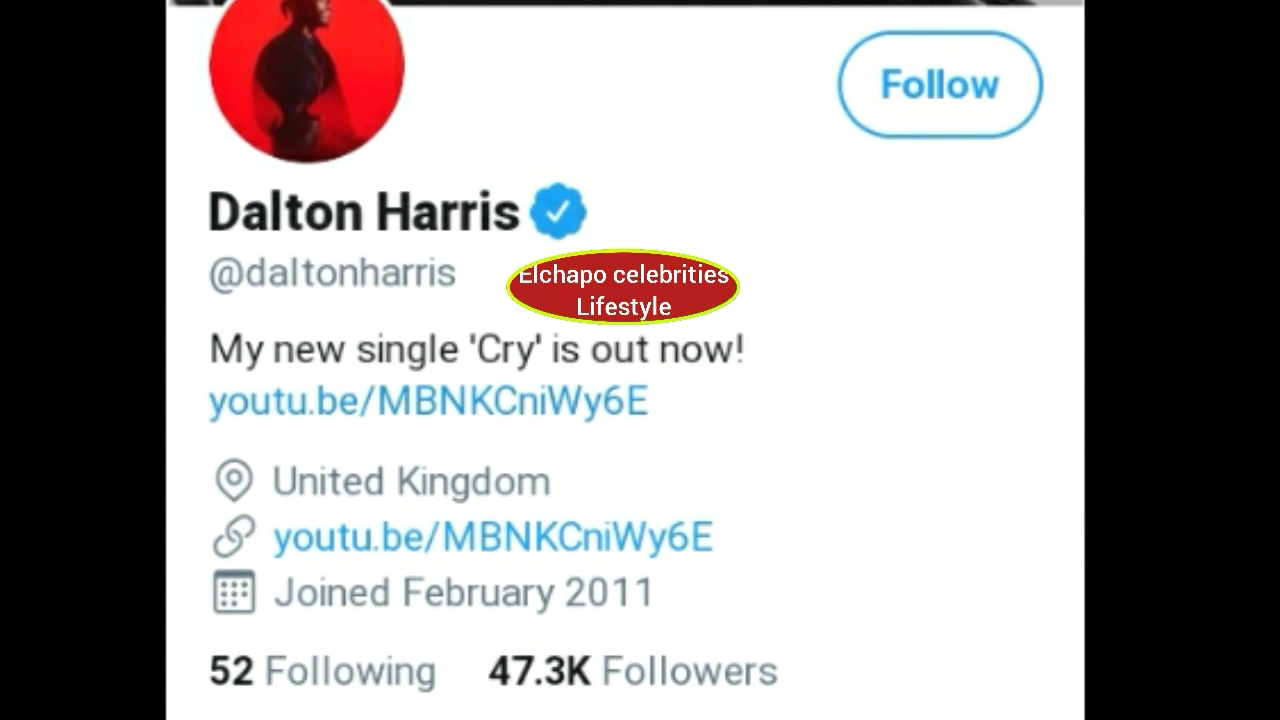 Follow
Dalton Harris
@daltonharris
Elchapo celebrities
Lifestyle
My new single 'Cry' is out now!
youtu.be/MBNKCniWy6E
United Kingdom
youtu.be/MBNKCniWy6E
Joined February 2011
52 Following 47.3K Followers